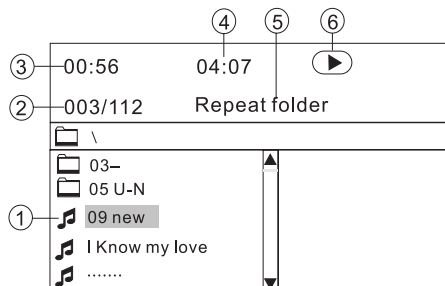 ④ ⑤ ⑥
③ 00:56 04:07
② 003/112 Repeat folder
\
03–
05 U-N
① 09 new
I Know my love
.......